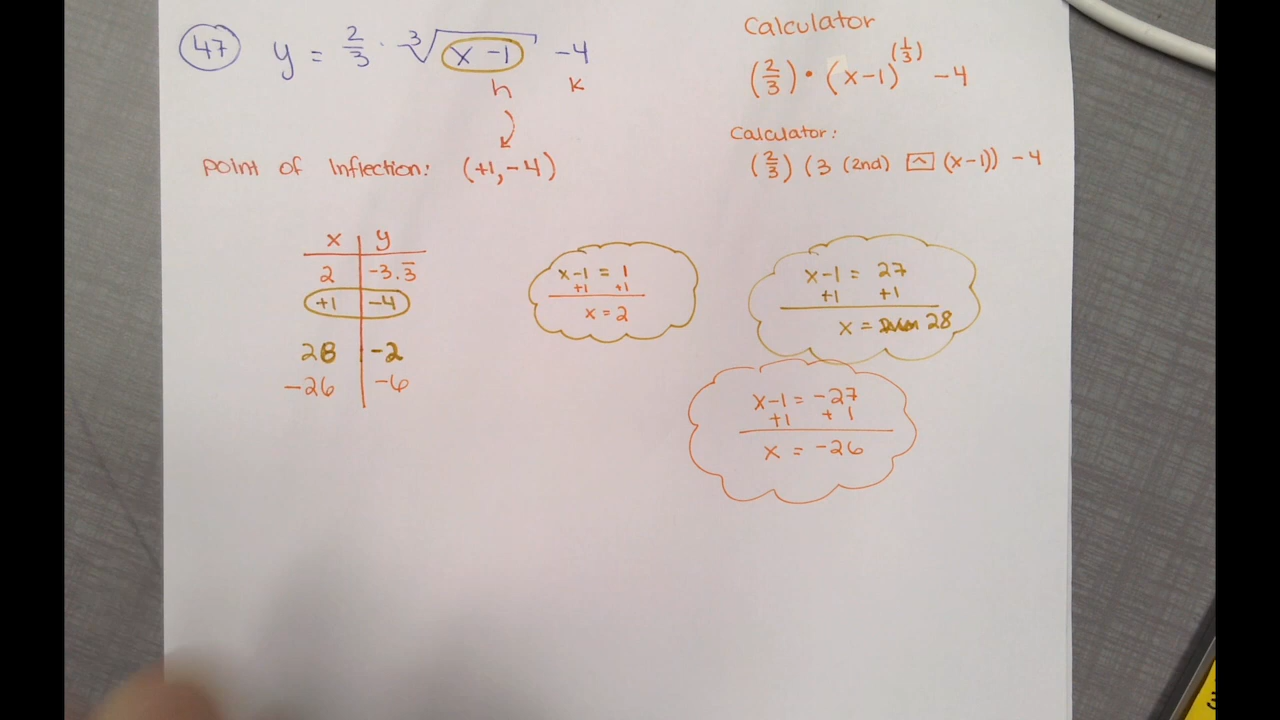 47 y = 2/3 · ∛(x - 1) - 4
h k
Point of Inflection: (+1, -4)
x | y
2 | -3.3̅
+1 | -4
28 | -2
-26 | -6
Calculator
(2/3) • (x-1)^(1/3) - 4
Calculator:
(2/3) (3 (2nd) ^ (x-1)) - 4
x-1 = 1
+1 +1
x = 2
x-1 = 27
+1 +1
x = 28
x-1 = -27
+1 +1
x = -26